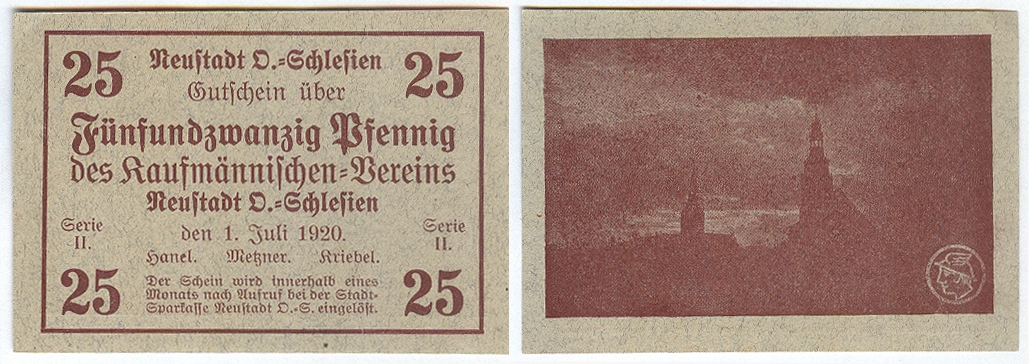 25 Neustadt O.-Schlesien 25
Gutschein über
Fünfundzwanzig Pfennig
des Kaufmännischen-Vereins
Neustadt O.-Schlesien
Serie II. den 1. Juli 1920. Serie II.
Hanel. Metzner. Kriebel.
25 Der Schein wird innerhalb eines 25
Monats nach Aufruf bei der Stadt-
Sparkasse Neustadt O.-S. eingelöst.